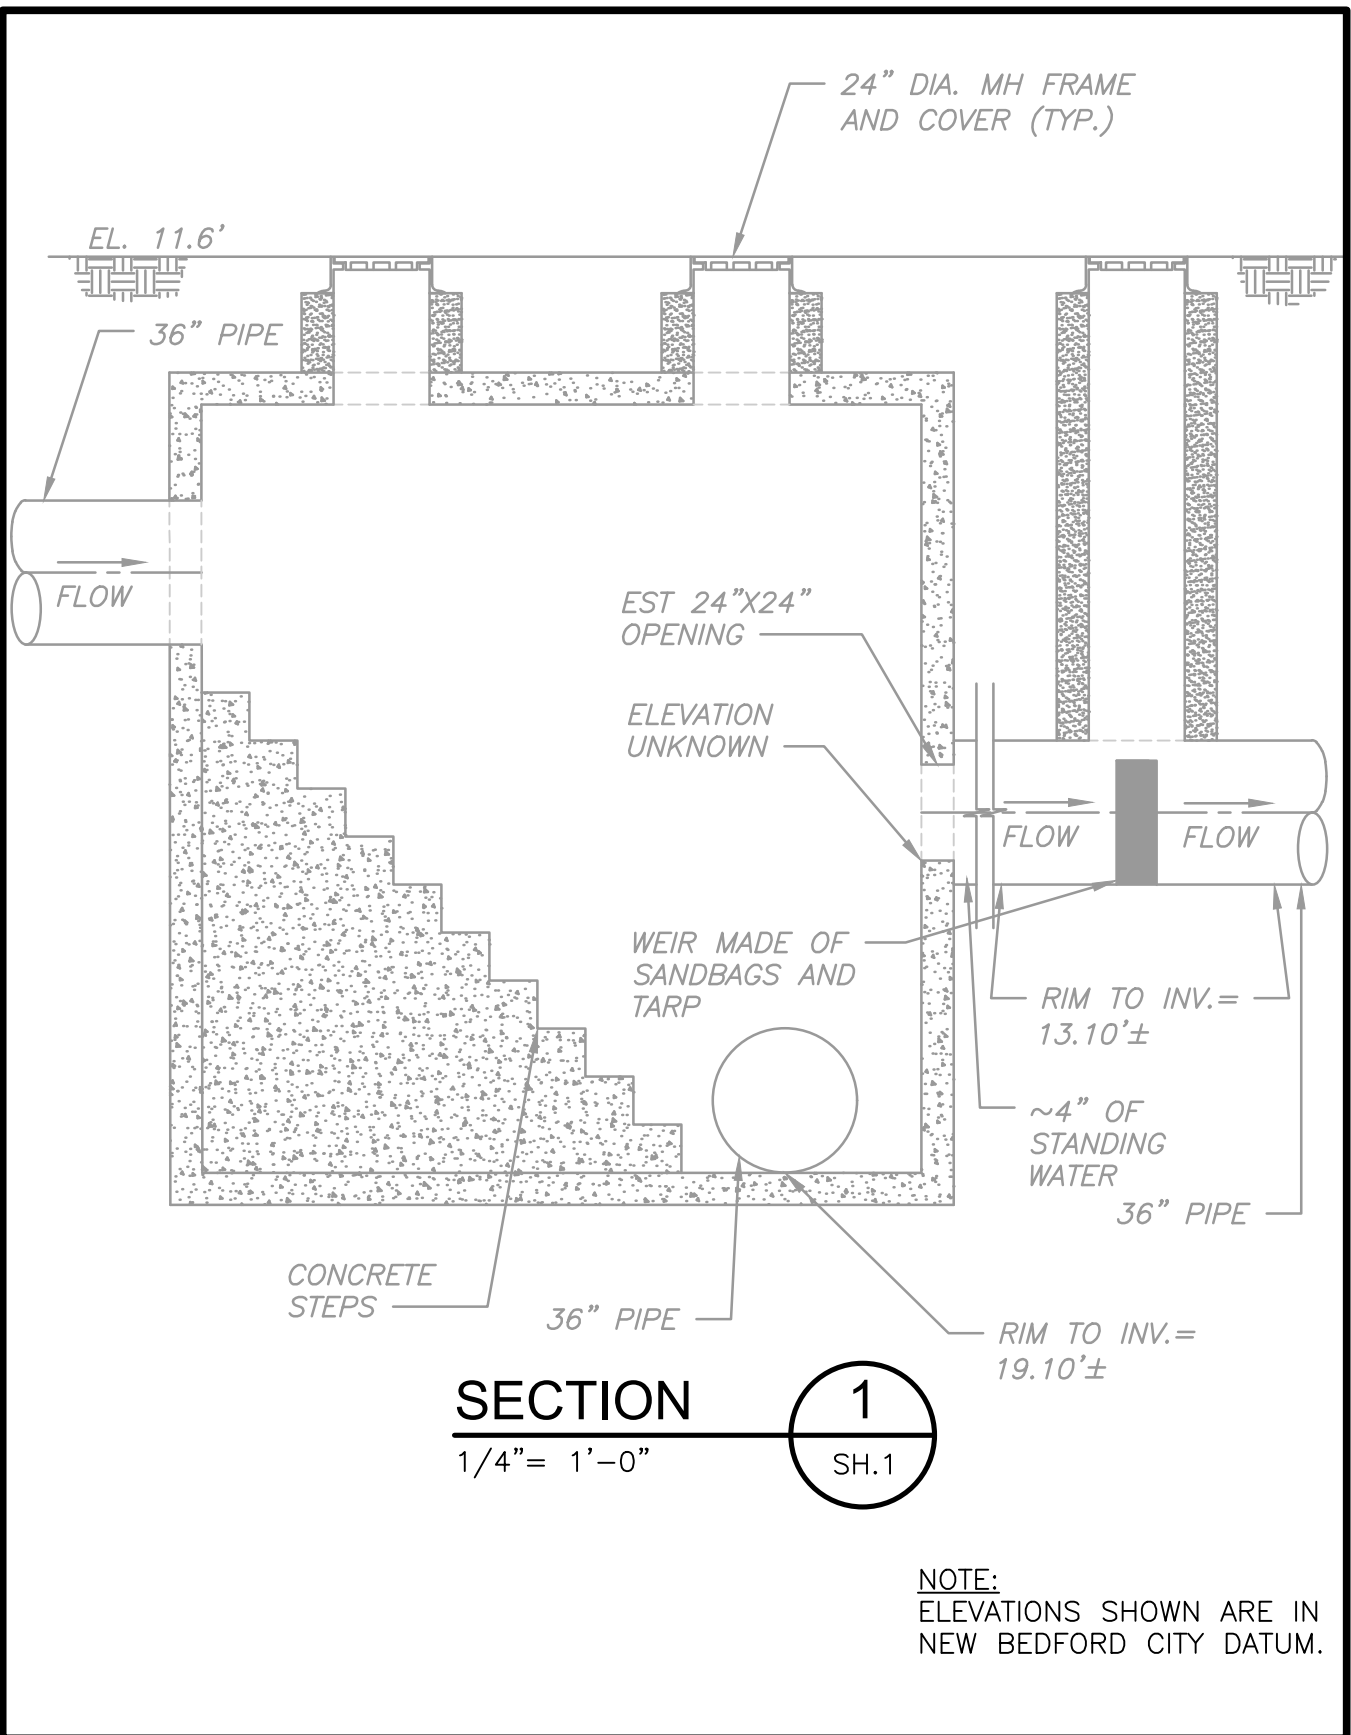 24" DIA. MH FRAME
AND COVER (TYP.)
EL. 11.6'
36" PIPE
FLOW
EST 24"X24"
OPENING
ELEVATION
UNKNOWN
FLOW
FLOW
WEIR MADE OF
SANDBAGS AND
TARP
RIM TO INV.=
13.10'±
~4" OF
STANDING
WATER
36" PIPE
CONCRETE
STEPS
36" PIPE
RIM TO INV.=
19.10'±
SECTION
1/4"= 1'-0"
1
SH.1
NOTE:
ELEVATIONS SHOWN ARE IN
NEW BEDFORD CITY DATUM.